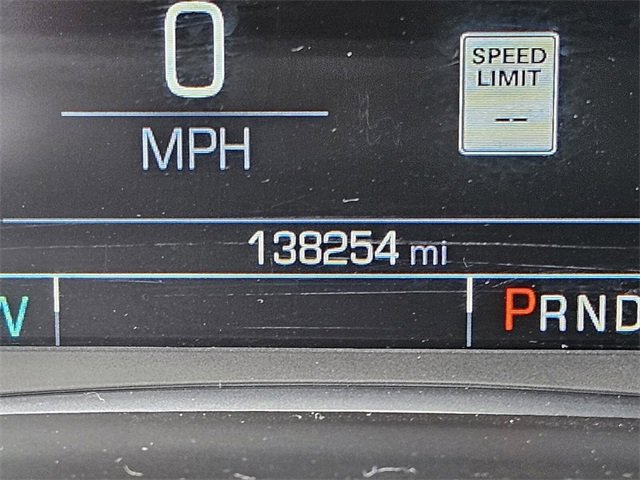 0
MPH
SPEED
LIMIT
--
138254 mi
V
PRND